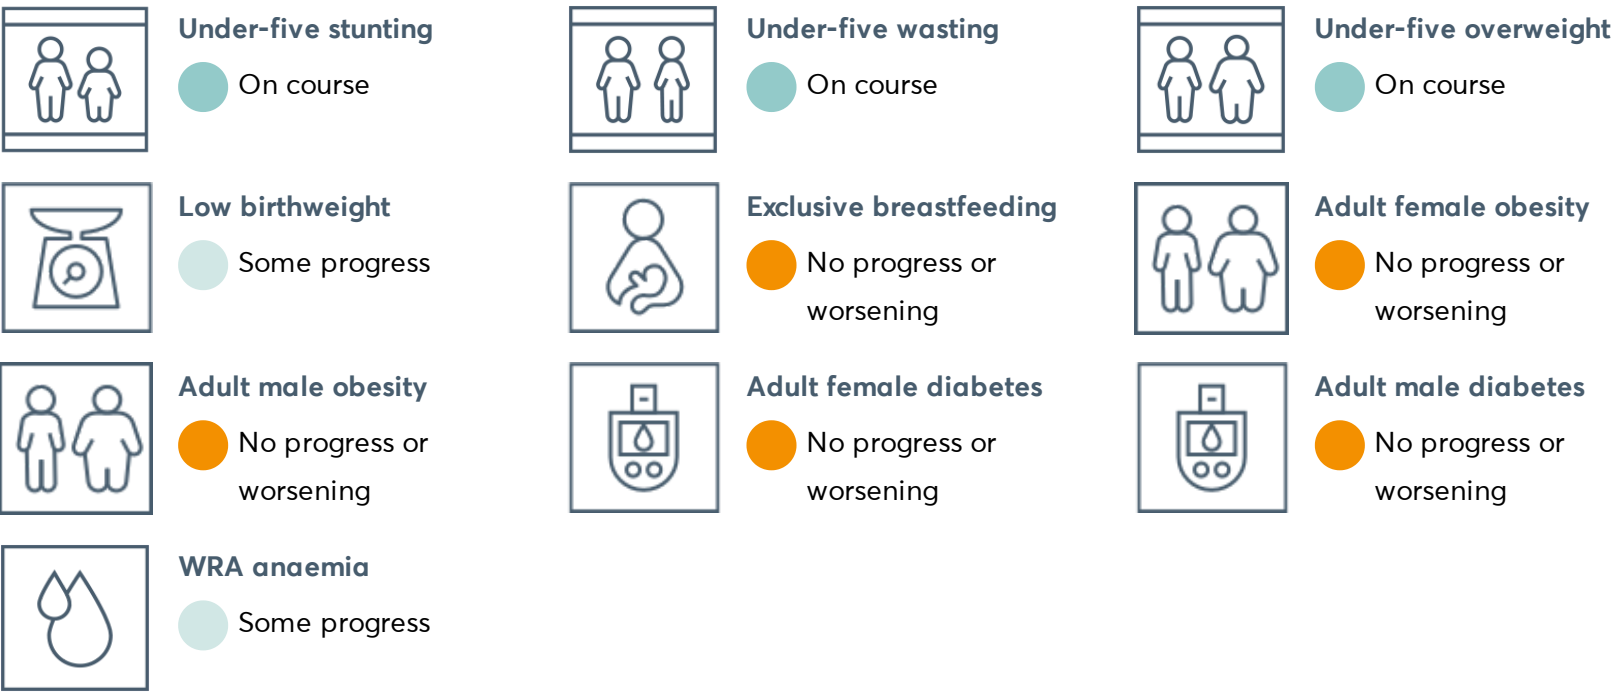 Under-five stunting
On course
Under-five wasting
On course
Under-five overweight
On course
Low birthweight
Some progress
Exclusive breastfeeding
No progress or
worsening
Adult female obesity
No progress or
worsening
Adult male obesity
No progress or
worsening
Adult female diabetes
No progress or
worsening
Adult male diabetes
No progress or
worsening
WRA anaemia
Some progress